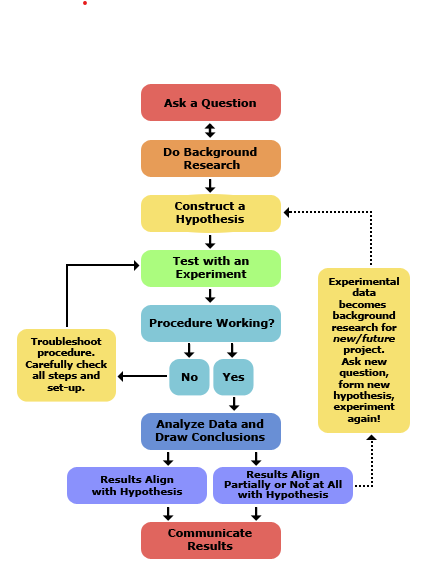 Ask a Question
Do Background
Research
Construct a
Hypothesis
Test with an
Experiment
Procedure Working?
No
Yes
Troubleshoot
procedure.
Carefully check
all steps and
set-up.
Analyze Data and
Draw Conclusions
Results Align
with Hypothesis
Results Align
Partially or Not at All
with Hypothesis
Experimental
data
becomes
background
research for
new/future
project.
Ask new
question,
form new
hypothesis,
experiment
again!
Communicate
Results